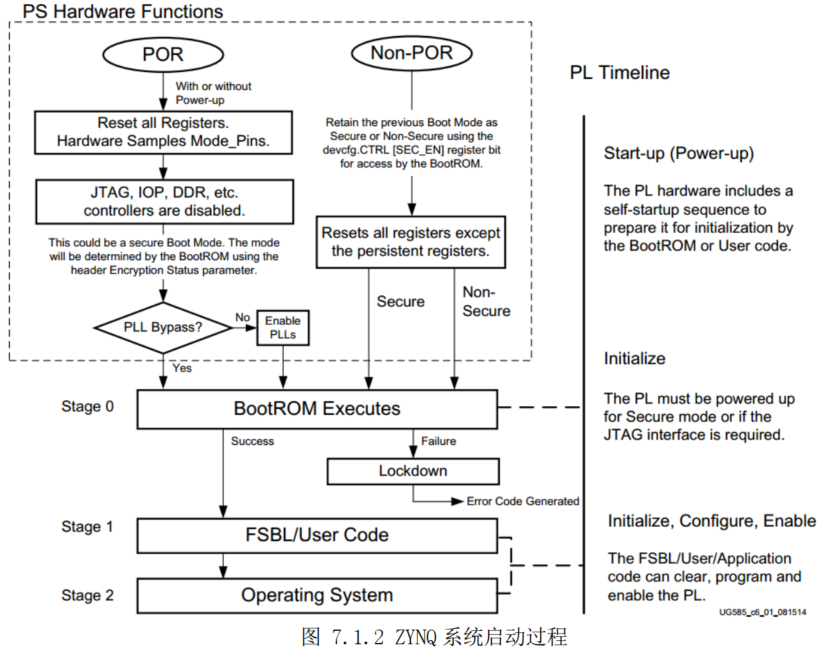 PS Hardware Functions
POR
With or without
Power-up
Reset all Registers.
Hardware Samples Mode_Pins.
JTAG, IOP, DDR, etc.
controllers are disabled.
This could be a secure Boot Mode. The mode
will be determined by the BootROM using the
header Encryption Status parameter.
PLL Bypass?
No
Enable
PLLs
Yes
Non-POR
Retain the previous Boot Mode as
Secure or Non-Secure using the
devcfg.CTRL [SEC_EN] register bit
for access by the BootROM.
Resets all registers except
the persistent registers.
Secure
Non-
Secure
Stage 0
BootROM Executes
Success
Failure
Lockdown
Error Code Generated
Stage 1
FSBL/User Code
Stage 2
Operating System
PL Timeline
Start-up (Power-up)
The PL hardware includes a
self-startup sequence to
prepare it for initialization by
the BootROM or User code.
Initialize
The PL must be powered up
for Secure mode or if the
JTAG interface is required.
Initialize, Configure, Enable
The FSBL/User/Application
code can clear, program and
enable the PL.
UG585_c6_01_081514
图 7.1.2 ZYNQ 系统启动过程